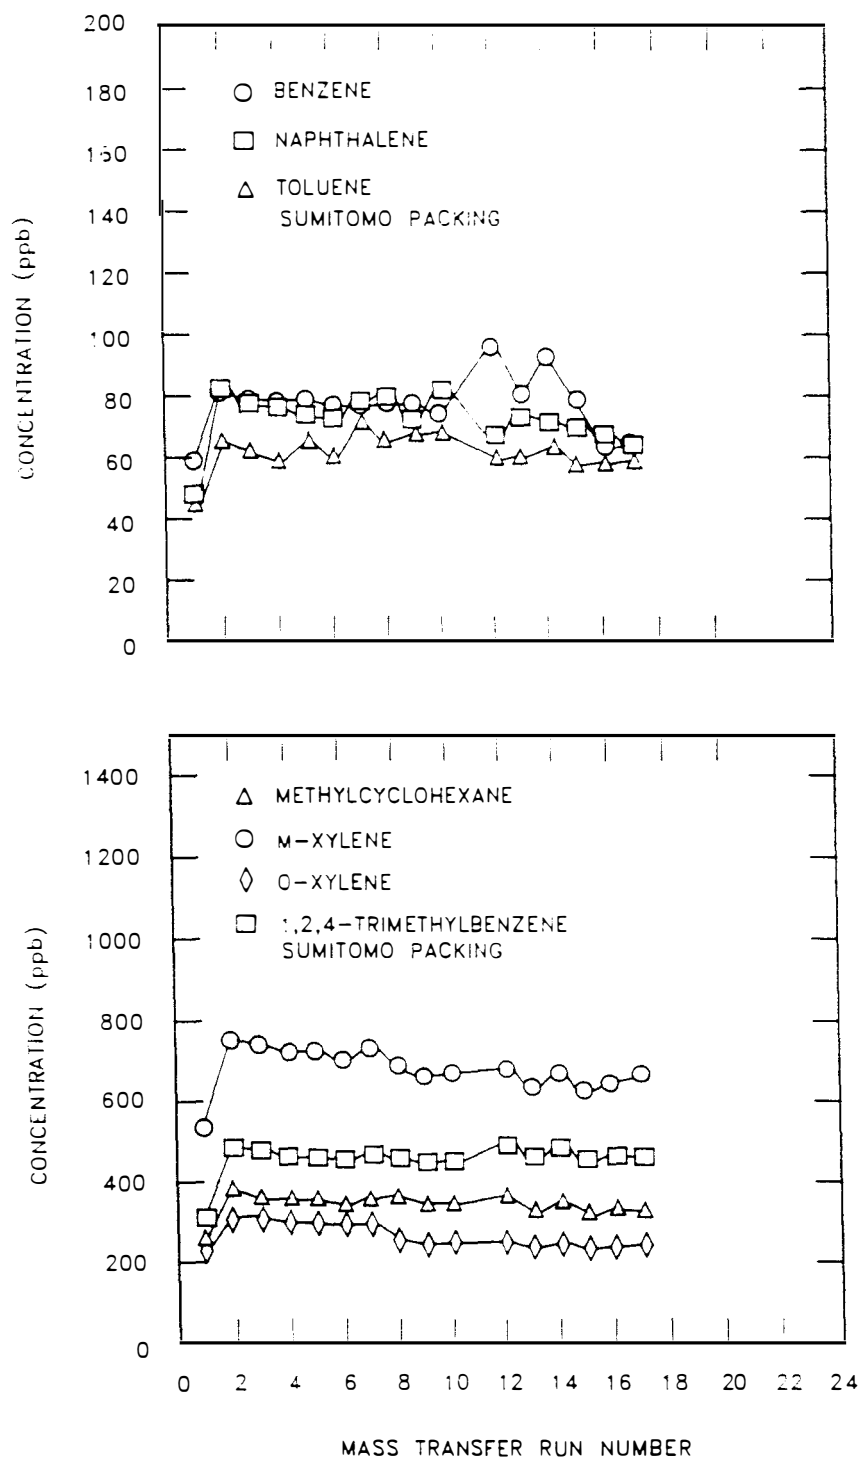 200
180
160
140
120
100
80
60
40
20
0
CONCENTRATION (ppb)
BENZENE
NAPHTHALENE
TOLUENE
SUMITOMO PACKING
1400
1200
1000
800
600
400
200
0
CONCENTRATION (ppb)
METHYLCYCLOHEXANE
M-XYLENE
O-XYLENE
1,2,4-TRIMETHYLBENZENE
SUMITOMO PACKING
0 2 4 6 8 10 12 14 16 18 20 22 24
MASS TRANSFER RUN NUMBER